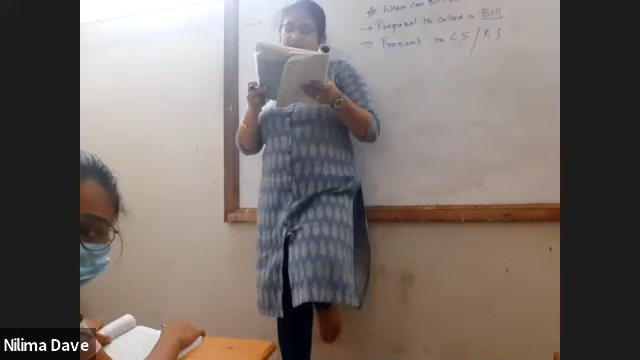 * When can
→ Proposal is called a Bill
→ Present in LS / RS
Nilima Dave